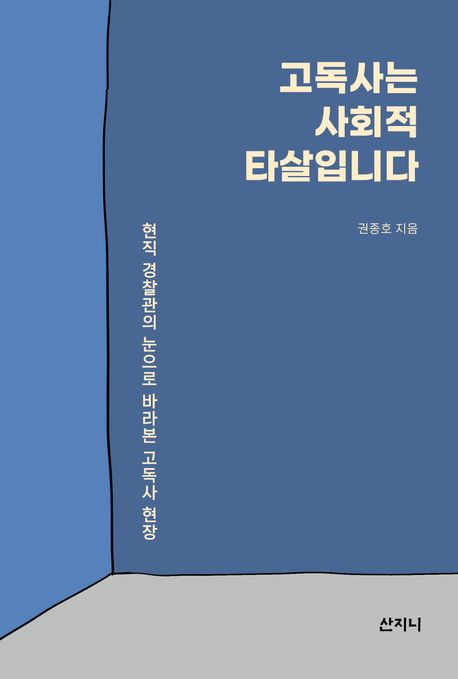 고독사는
사회적
타살입니다
권종호 지음
현직 경찰관의 눈으로 바라본 고독사 현장
산지니